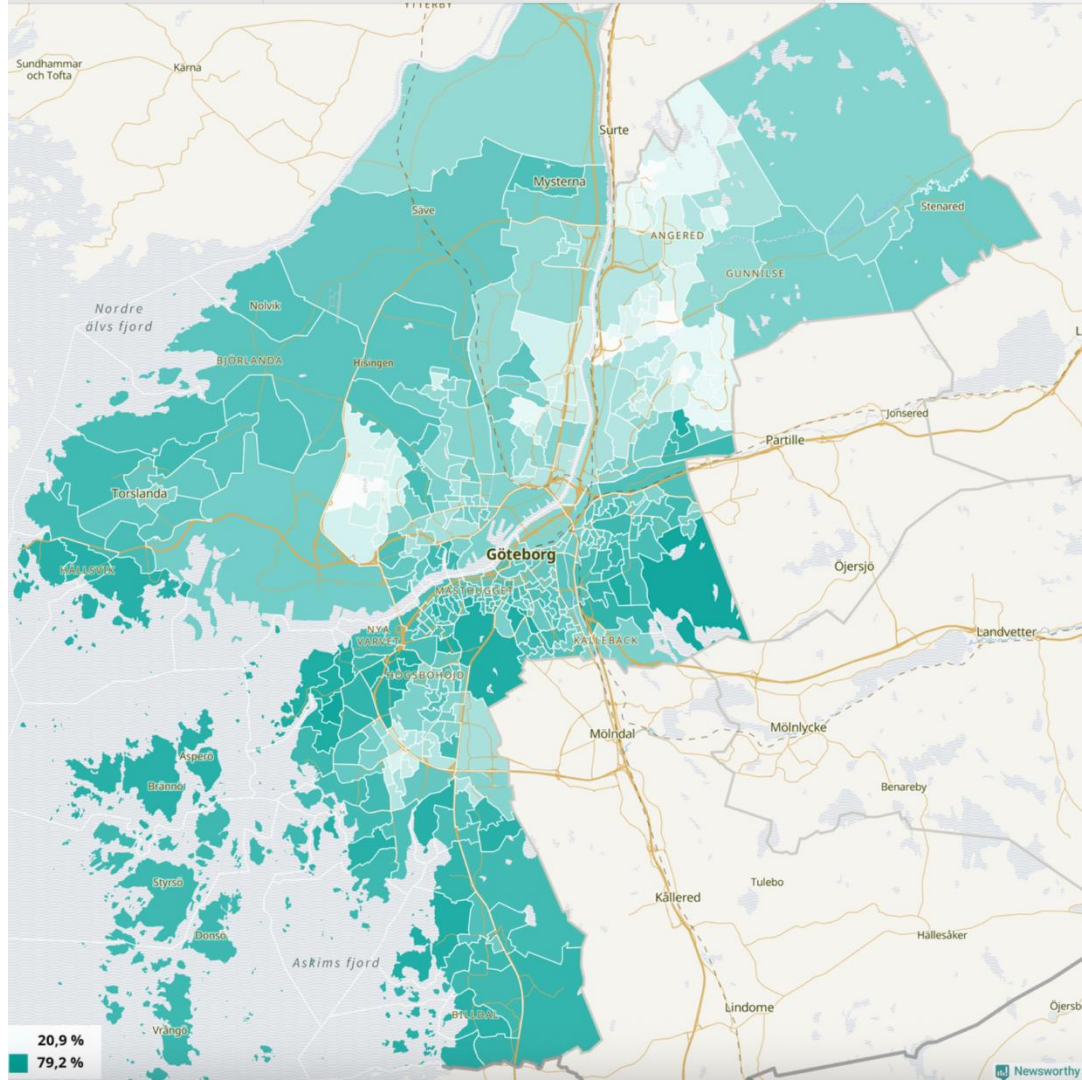 YTTERBY
Sundhammar
och Tofta
Kärna
Surte
Mysterna
Säve
Stenared
ANGERED
GUNNILSE
Nordre
älvs fjord
Nolvik
BJÖRLANDA
Hisingen
Jonsered
Partille
Torslanda
Göteborg
HÄLLSVIK
Öjersjö
MASTHUGGET
NYA
VARVET
KALLEBÄCK
Landvetter
HÖGSBOHÖJD
Mölndal
Mölnlycke
Asperö
Brännö
Benareby
Styrsö
Tulebo
Kållered
Donsö
Hällesåker
Askims fjord
Lindome
BILLDAL
Vrångö
20,9 %
79,2 %
Newsworthy